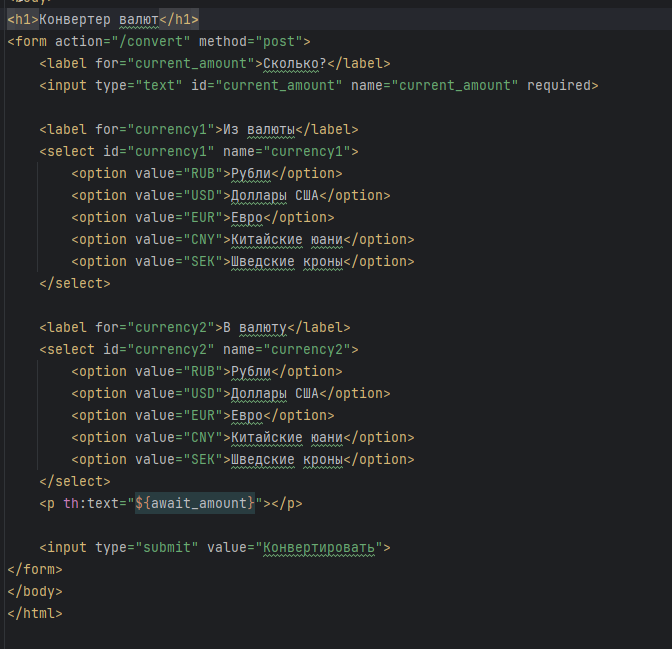 <h1>Конвертер валют</h1>
<form action="/convert" method="post">
<label for="current_amount">Сколько?</label>
<input type="text" id="current_amount" name="current_amount" required>
<label for="currency1">Из валюты</label>
<select id="currency1" name="currency1">
<option value="RUB">Рубли</option>
<option value="USD">Доллары США</option>
<option value="EUR">Евро</option>
<option value="CNY">Китайские юани</option>
<option value="SEK">Шведские кроны</option>
</select>
<label for="currency2">В валюту</label>
<select id="currency2" name="currency2">
<option value="RUB">Рубли</option>
<option value="USD">Доллары США</option>
<option value="EUR">Евро</option>
<option value="CNY">Китайские юани</option>
<option value="SEK">Шведские кроны</option>
</select>
<p th:text="${await_amount}"></p>
<input type="submit" value="Конвертировать">
</form>
</body>
</html>